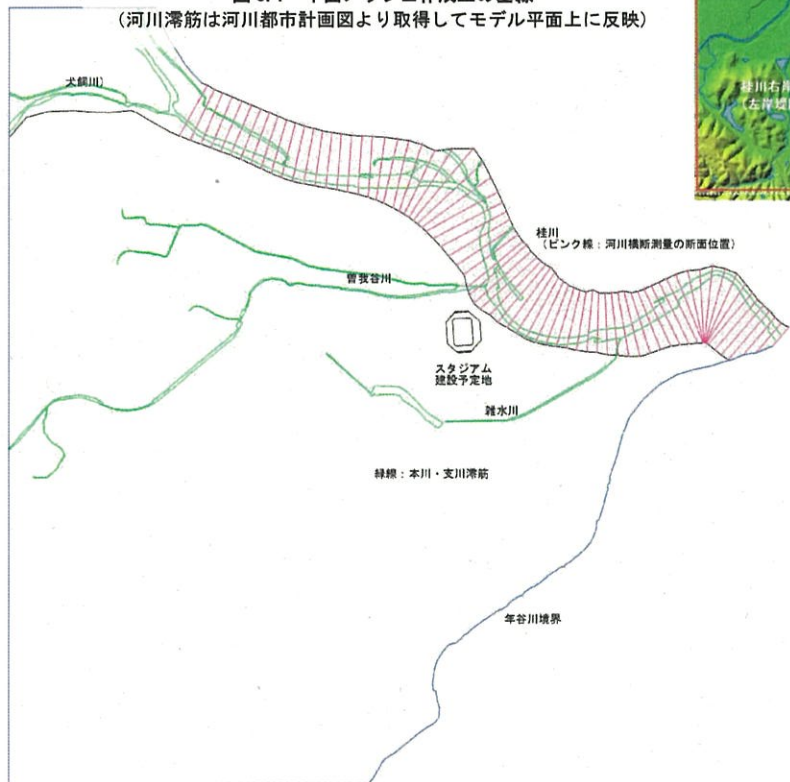 (河川澪筋は河川都市計画図より取得してモデル平面上に反映)
犬飼川)
桂川右岸
(左岸堤
桂川
(ピンク線:河川横断測量の断面位置)
曽我谷川
スタジアム
建設予定地
雑水川
緑線:本川・支川澪筋
年谷川境界